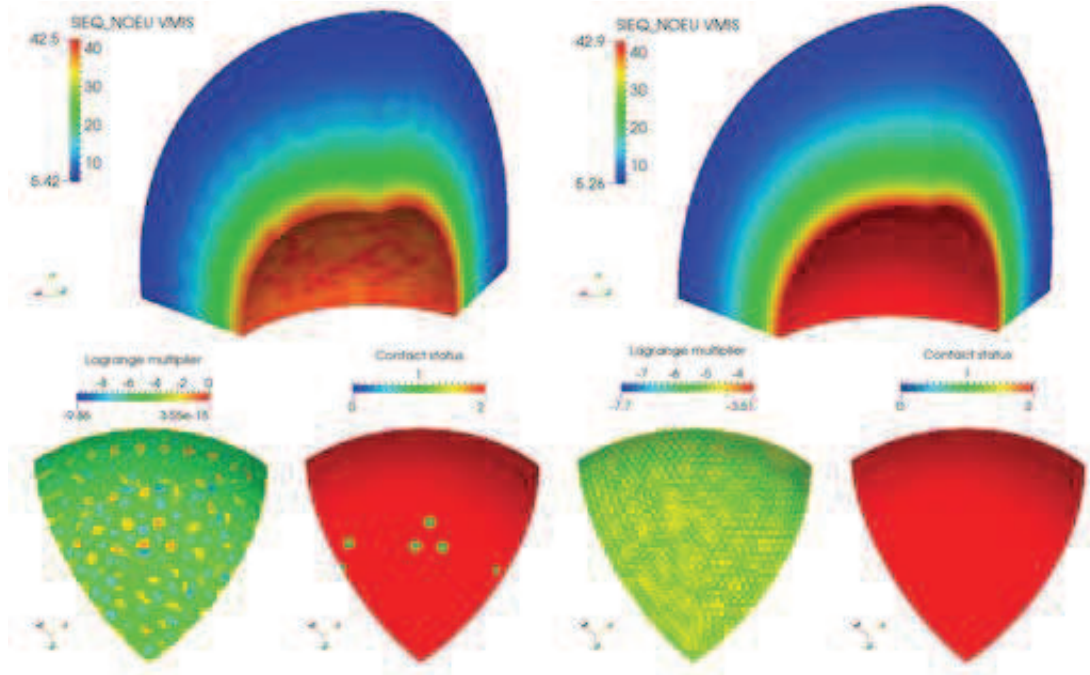 SIEQ_NOEU VMIS
42.5
40
30
20
10
5.42
SIEQ_NOEU VMIS
42.9
40
30
20
10
5.26
Lagrange multiplier
-8 -6 -4 -2 0
-9.86 3.55e-15
Contact status
1
0 2
Lagrange multiplier
-7 -6 -5 -4
-7.7 -3.51
Contact status
1
0 2